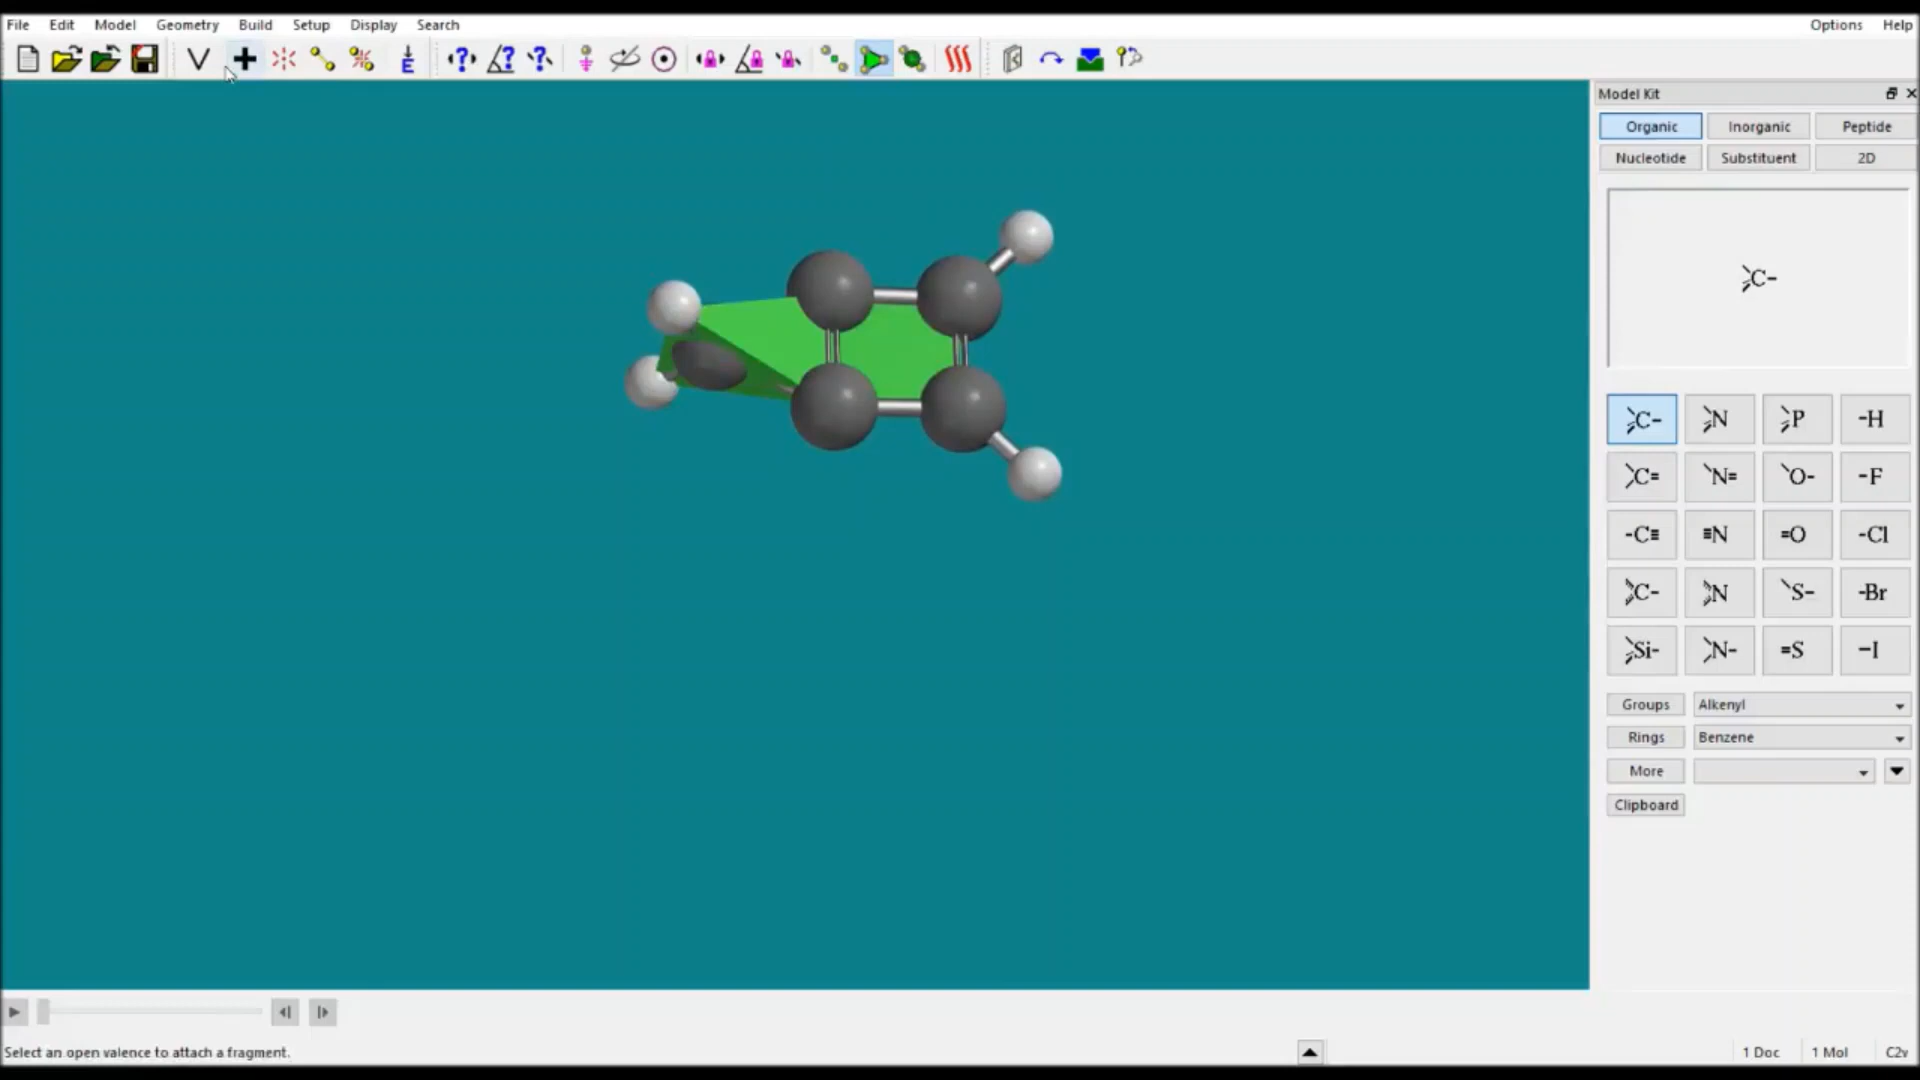 File Edit Model Geometry Build Setup Display Search Options Help
V E ? ? ?
Model Kit
Organic Inorganic Peptide
Nucleotide Substituent 2D
C-
C- N P -H
C= N= O- -F
-C≡ ≡N =O -Cl
C- N S- -Br
Si- N- =S -I
Groups Alkenyl
Rings Benzene
More
Clipboard
Select an open valence to attach a fragment. 1 Doc 1 Mol C2v